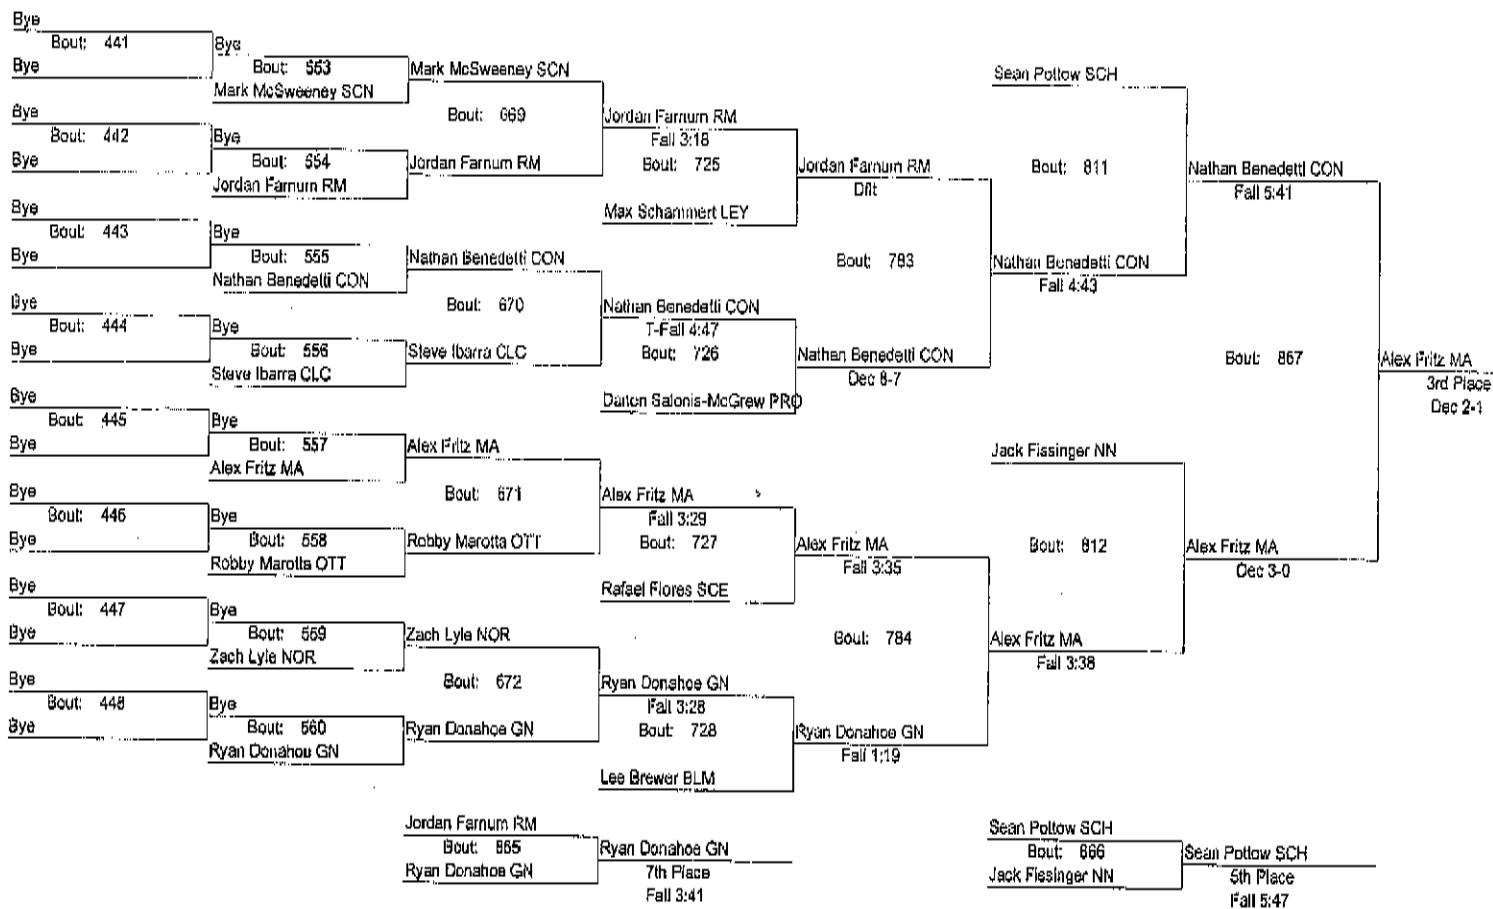 Bye
Bout: 441
Bye
Bye
Bout: 553
Mark McSweeney SCN
Mark McSweeney SCN
Bout: 669
Bye
Bout: 442
Bye
Bye
Bout: 554
Jordan Farnum RM
Jordan Farnum RM
Jordan Farnum RM
Fall 3:18
Bout: 725
Max Schammert LEY
Jordan Farnum RM
Dflt
Bye
Bout: 443
Bye
Bye
Bout: 555
Nathan Benedetti CON
Nathan Benedetti CON
Bout: 670
Bye
Bout: 444
Bye
Bye
Bout: 556
Steve Ibarra CLC
Steve Ibarra CLC
Nathan Benedetti CON
T-Fall 4:47
Bout: 726
Salonis-McGrew PRO
Nathan Benedetti CON
Dec 8-7
Bout: 783
Sean Pottow SCH
Bout: 811
Nathan Benedetti CON
Fall 4:43
Nathan Benedetti CON
Fall 5:41
Bye
Bout: 445
Bye
Bye
Bout: 557
Alex Fritz MA
Alex Fritz MA
Bout: 671
Bye
Bout: 446
Bye
Bye
Bout: 558
Robby Marotta OTT
Robby Marotta OTT
Alex Fritz MA
Fall 3:29
Bout: 727
Rafael Flores SCE
Alex Fritz MA
Fall 3:35
Bye
Bout: 447
Bye
Bye
Bout: 559
Zach Lyle NOR
Zach Lyle NOR
Bout: 672
Bye
Bout: 448
Bye
Bye
Bout: 560
Ryan Donahoe GN
Ryan Donahoe GN
Ryan Donahoe GN
Fall 3:28
Bout: 728
Lee Brewer BLM
Ryan Donahoe GN
Fall 1:19
Bout: 784
Jack Fissinger NN
Bout: 812
Alex Fritz MA
Fall 3:38
Alex Fritz MA
Dec 3-0
Bout: 867
Alex Fritz MA
3rd Place
Dec 2-1
Jordan Farnum RM
Bout: 865
Ryan Donahoe GN
Ryan Donahoe GN
7th Place
Fall 3:41
Sean Pottow SCH
Bout: 866
Jack Fissinger NN
Sean Pottow SCH
5th Place
Fall 5:47